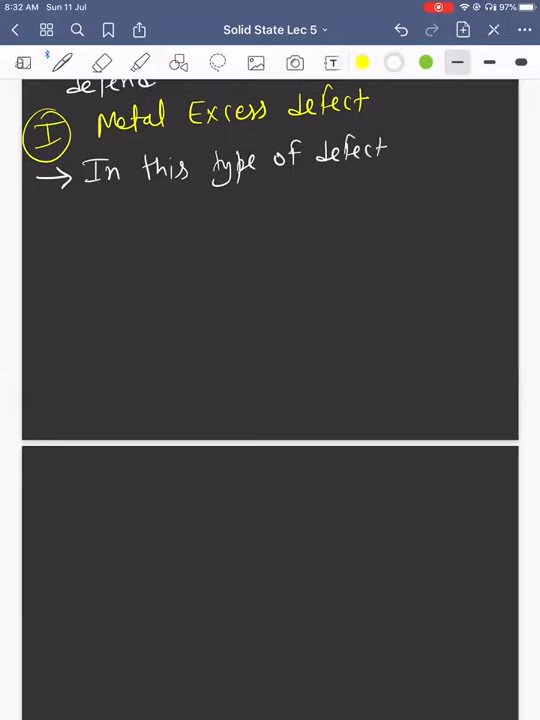 8:32 AM Sun 11 Jul 97%
Solid State Lec 5
T
I Metal Excess defect
→ In this type of defect